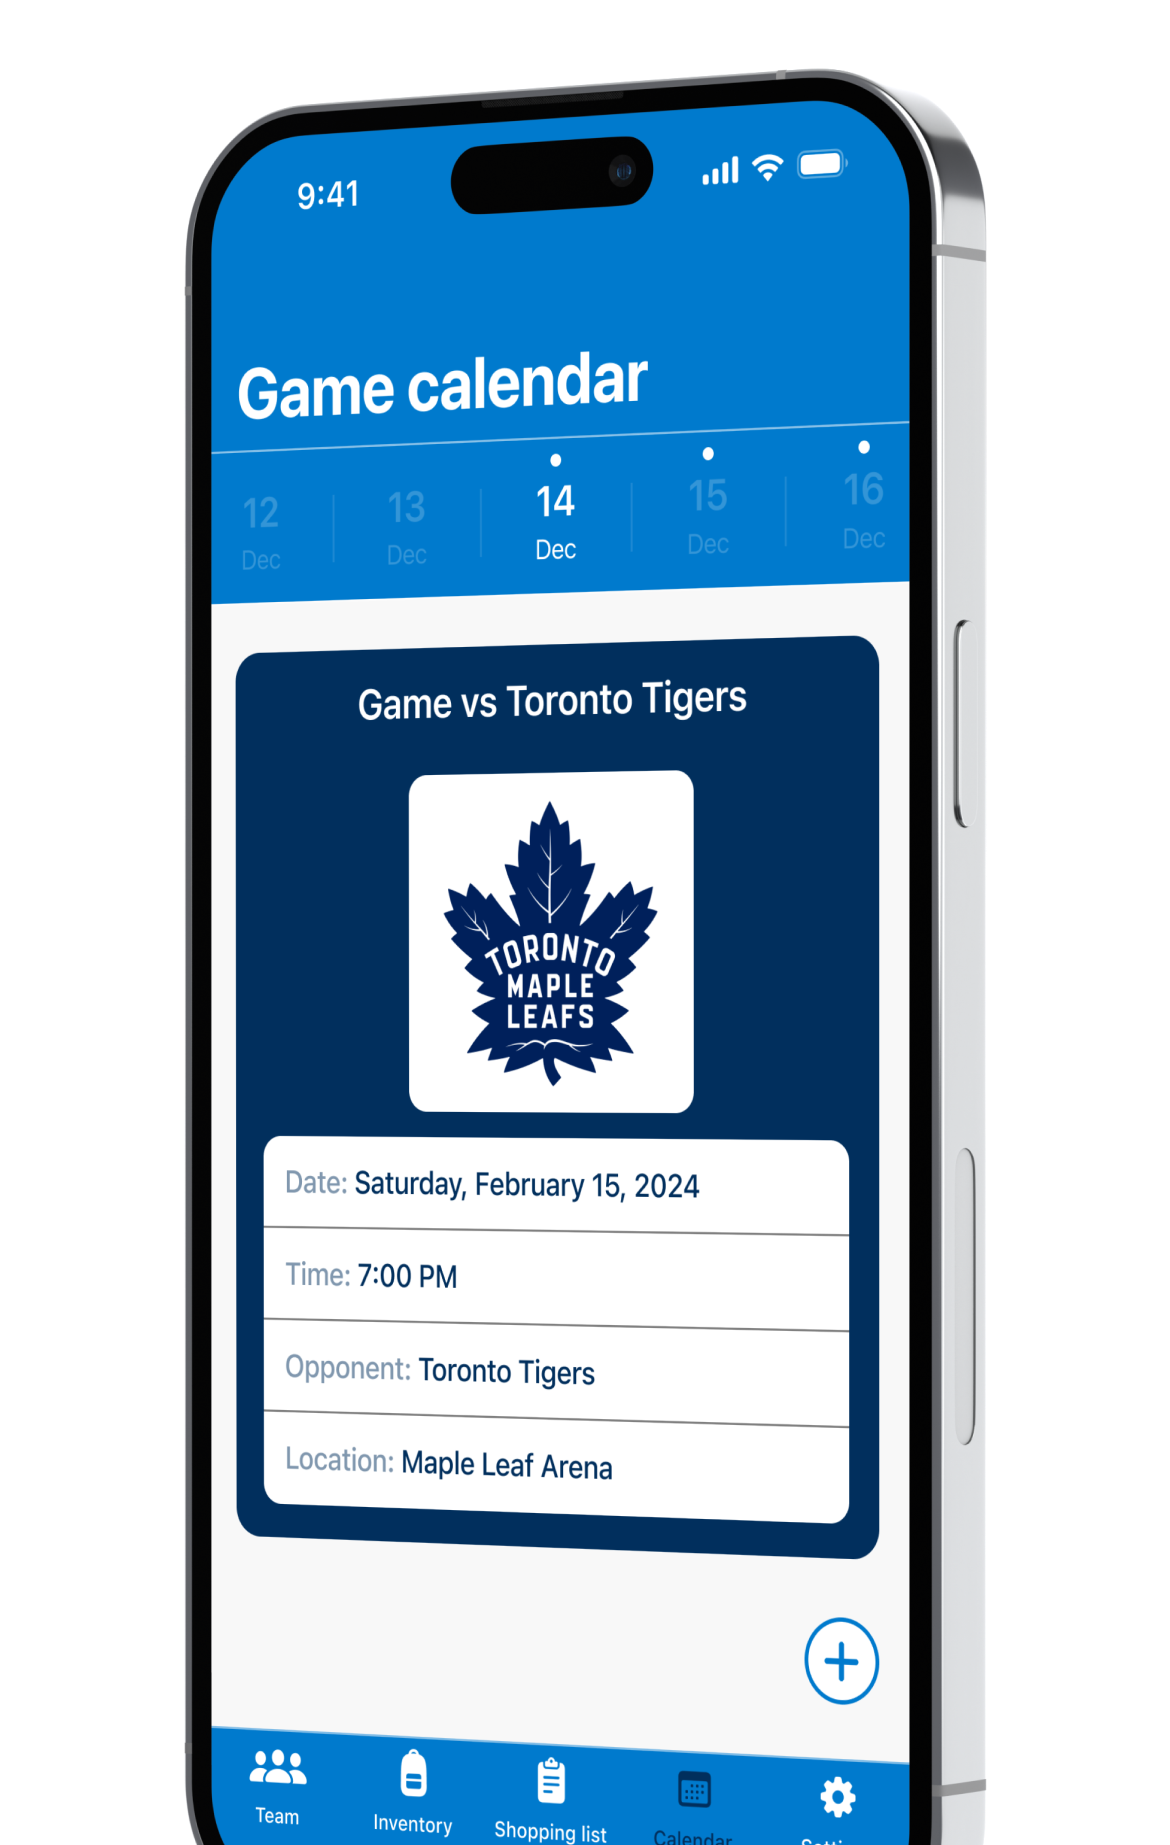 9:41
Game calendar
12 13 14 15 16
Dec Dec Dec Dec Dec
Game vs Toronto Tigers
TORONTO
MAPLE
LEAFS
Date: Saturday, February 15, 2024
Time: 7:00 PM
Opponent: Toronto Tigers
Location: Maple Leaf Arena
Team Inventory Shopping list Calendar